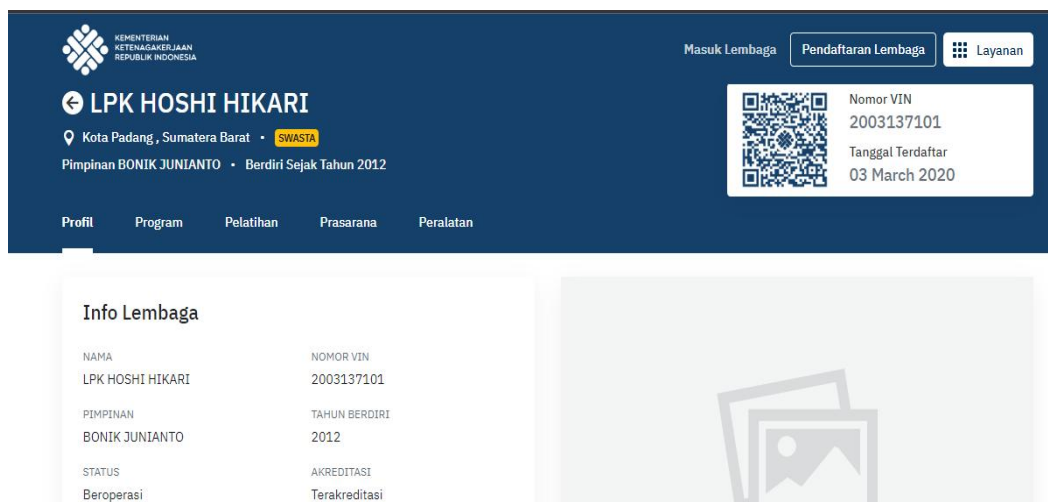 KEMENTERIAN
KETENAGAKERJAAN
REPUBLIK INDONESIA
Masuk Lembaga
Pendaftaran Lembaga
Layanan
LPK HOSHI HIKARI
Kota Padang , Sumatera Barat • SWASTA
Pimpinan BONIK JUNIANTO • Berdiri Sejak Tahun 2012
Nomor VIN
2003137101
Tanggal Terdaftar
03 March 2020
Profil Program Pelatihan Prasarana Peralatan
Info Lembaga
NAMA NOMOR VIN
LPK HOSHI HIKARI 2003137101
PIMPINAN TAHUN BERDIRI
BONIK JUNIANTO 2012
STATUS AKREDITASI
Beroperasi Terakreditasi